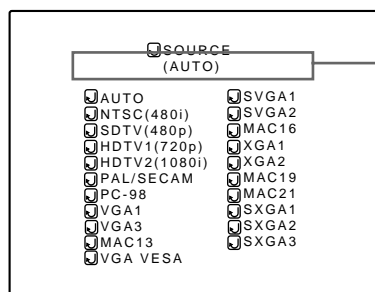 SOURCE
(AUTO)
AUTO
NTSC(480i)
SDTV(480p)
HDTV1(720p)
HDTV2(1080i)
PAL/SECAM
PC-98
VGA1
VGA3
MAC13
VGA VESA
SVGA1
SVGA2
MAC16
XGA1
XGA2
MAC19
MAC21
SXGA1
SXGA2
SXGA3